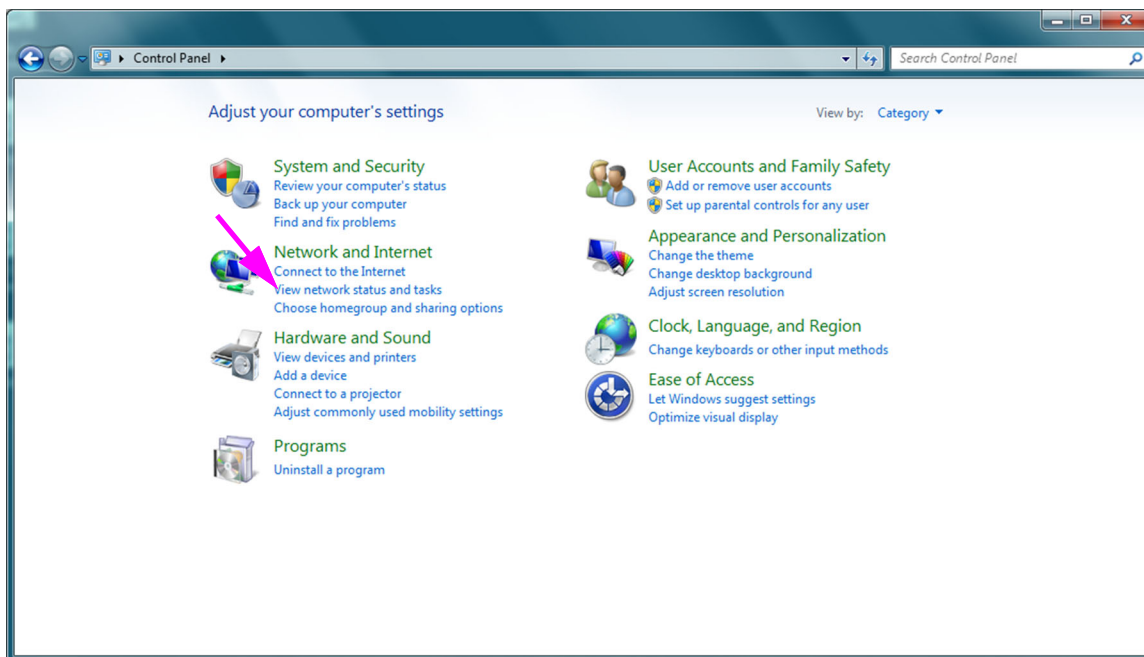 Control Panel
Search Control Panel
Adjust your computer's settings
View by: Category
System and Security
Review your computer's status
Back up your computer
Find and fix problems
Network and Internet
Connect to the Internet
View network status and tasks
Choose homegroup and sharing options
Hardware and Sound
View devices and printers
Add a device
Connect to a projector
Adjust commonly used mobility settings
Programs
Uninstall a program
User Accounts and Family Safety
Add or remove user accounts
Set up parental controls for any user
Appearance and Personalization
Change the theme
Change desktop background
Adjust screen resolution
Clock, Language, and Region
Change keyboards or other input methods
Ease of Access
Let Windows suggest settings
Optimize visual display